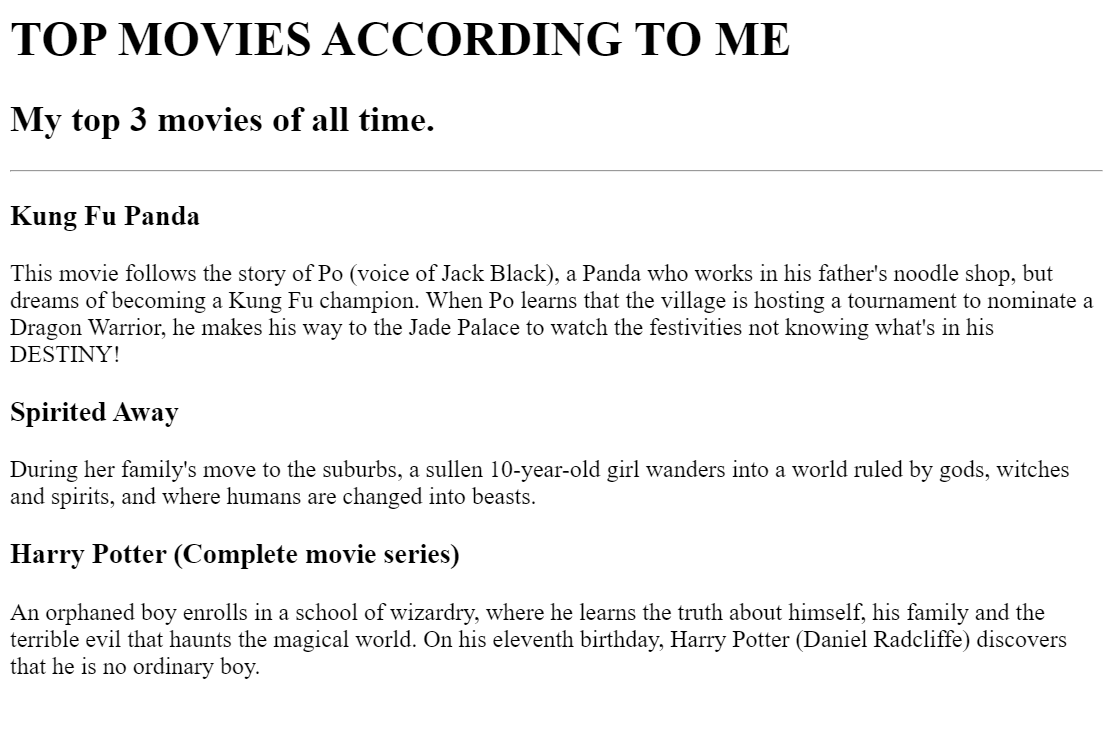 TOP MOVIES ACCORDING TO ME
My top 3 movies of all time.
Kung Fu Panda
This movie follows the story of Po (voice of Jack Black), a Panda who works in his father's noodle shop, but
dreams of becoming a Kung Fu champion. When Po learns that the village is hosting a tournament to nominate a
Dragon Warrior, he makes his way to the Jade Palace to watch the festivities not knowing what's in his
DESTINY!
Spirited Away
During her family's move to the suburbs, a sullen 10-year-old girl wanders into a world ruled by gods, witches
and spirits, and where humans are changed into beasts.
Harry Potter (Complete movie series)
An orphaned boy enrolls in a school of wizardry, where he learns the truth about himself, his family and the
terrible evil that haunts the magical world. On his eleventh birthday, Harry Potter (Daniel Radcliffe) discovers
that he is no ordinary boy.